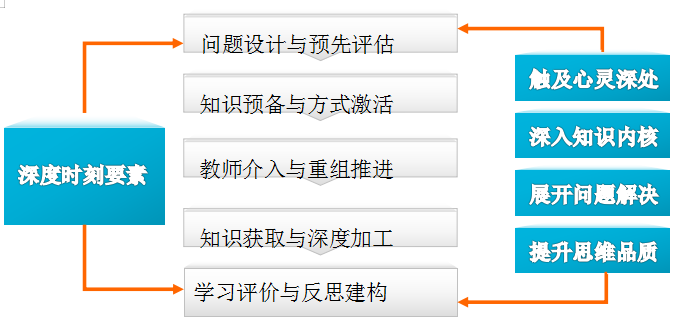 深度时刻要素
问题设计与预先评估
知识预备与方式激活
教师介入与重组推进
知识获取与深度加工
学习评价与反思建构
触及心灵深处
深入知识内核
展开问题解决
提升思维品质